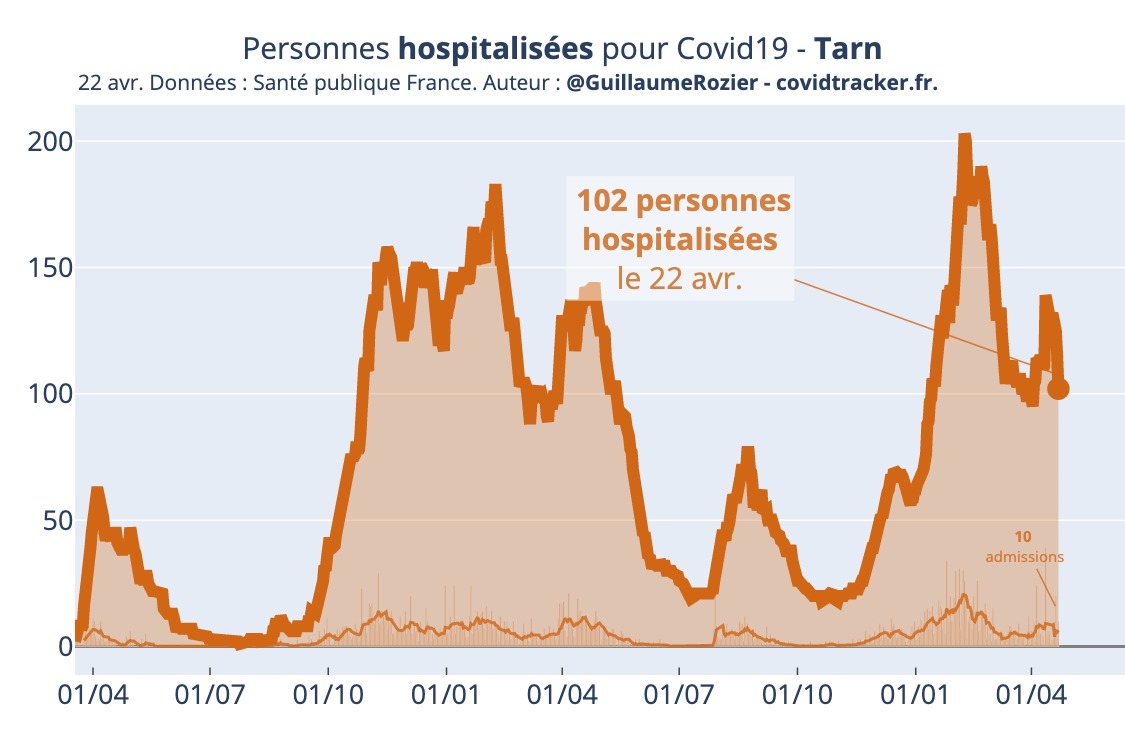 Personnes hospitalisées pour Covid19 - Tarn
22 avr. Données : Santé publique France. Auteur : @GuillaumeRozier - covidtracker.fr.
200
102 personnes
hospitalisées
le 22 avr.
150
100
50
10
admissions
0
01/04 01/07 01/10 01/01 01/04 01/07 01/10 01/01 01/04